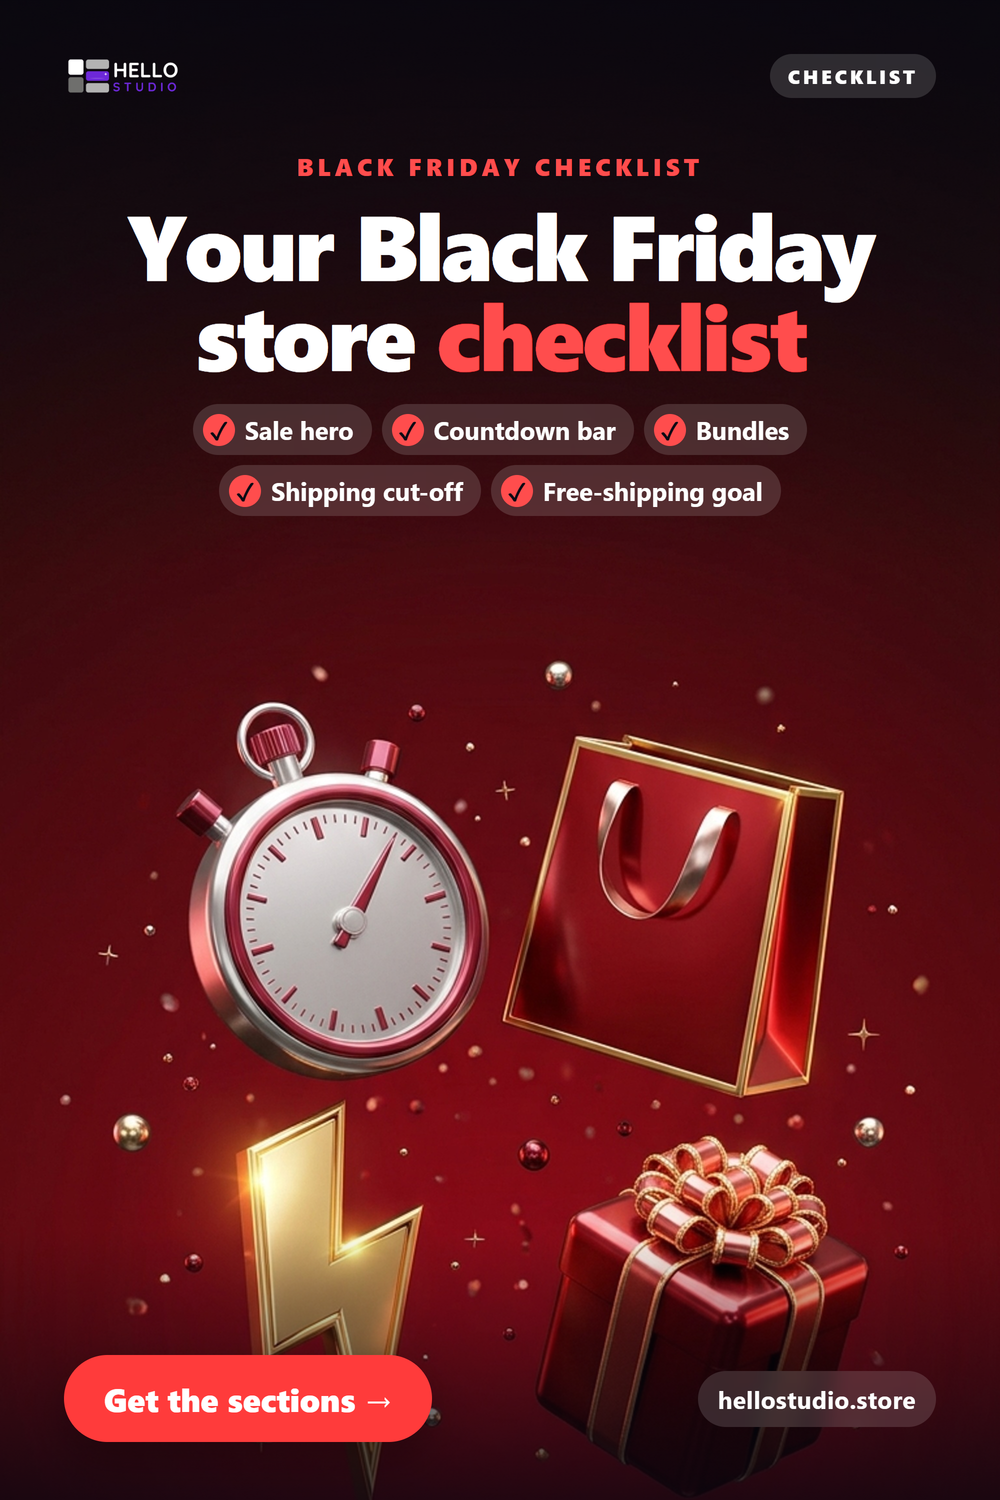 HELLO
STUDIO
CHECKLIST
BLACK FRIDAY CHECKLIST
Your Black Friday
store checklist
✓ Sale hero ✓ Countdown bar ✓ Bundles
✓ Shipping cut-off ✓ Free-shipping goal
Get the sections →
hellostudio.store